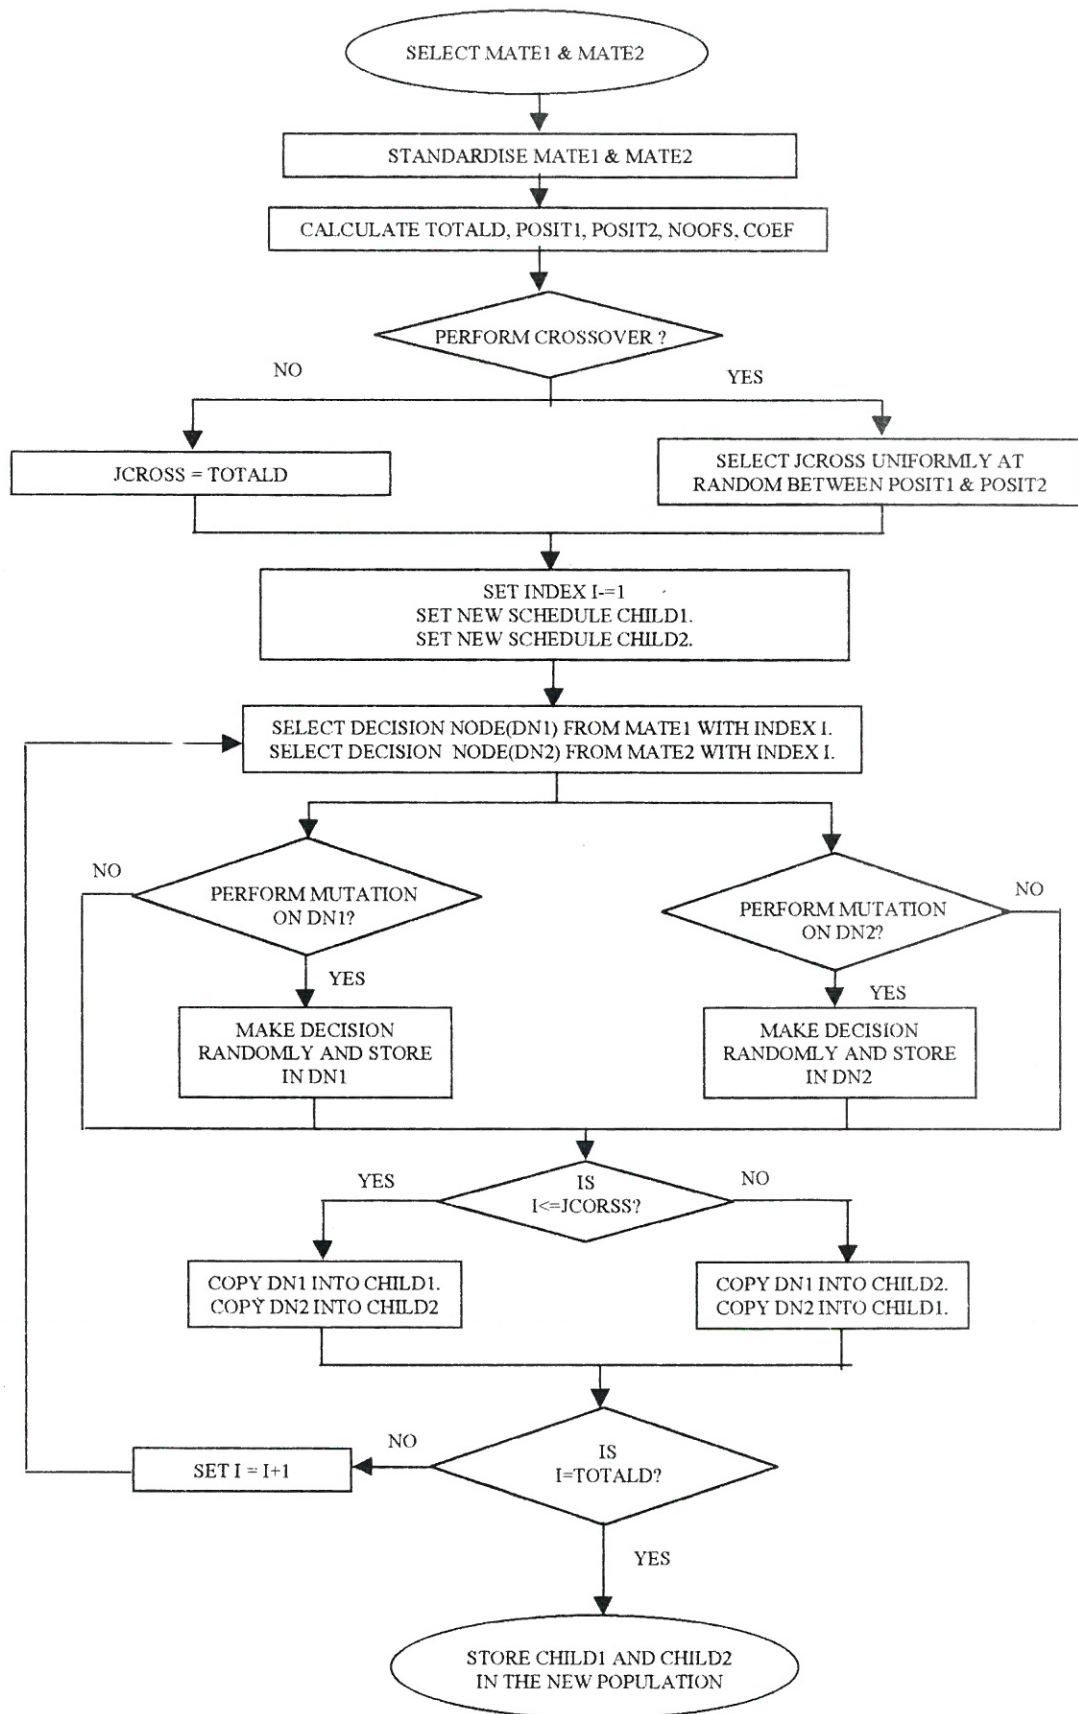 SELECT MATE1 & MATE2
STANDARDISE MATE1 & MATE2
CALCULATE TOTALD, POSIT1, POSIT2, NOOFS, COEF
PERFORM CROSSOVER ?
NO
YES
JCROSS = TOTALD
SELECT JCROSS UNIFORMLY AT
RANDOM BETWEEN POSIT1 & POSIT2
SET INDEX I-=1
SET NEW SCHEDULE CHILD1.
SET NEW SCHEDULE CHILD2.
SELECT DECISION NODE(DN1) FROM MATE1 WITH INDEX I.
SELECT DECISION NODE(DN2) FROM MATE2 WITH INDEX I.
NO
PERFORM MUTATION
ON DN1?
NO
PERFORM MUTATION
ON DN2?
YES
YES
MAKE DECISION
RANDOMLY AND STORE
IN DN1
MAKE DECISION
RANDOMLY AND STORE
IN DN2
YES
IS
I<=JCORSS?
NO
COPY DN1 INTO CHILD1.
COPY DN2 INTO CHILD2
COPY DN1 INTO CHILD2.
COPY DN2 INTO CHILD1.
NO
IS
I=TOTALD?
SET I = I+1
YES
STORE CHILD1 AND CHILD2
IN THE NEW POPULATION